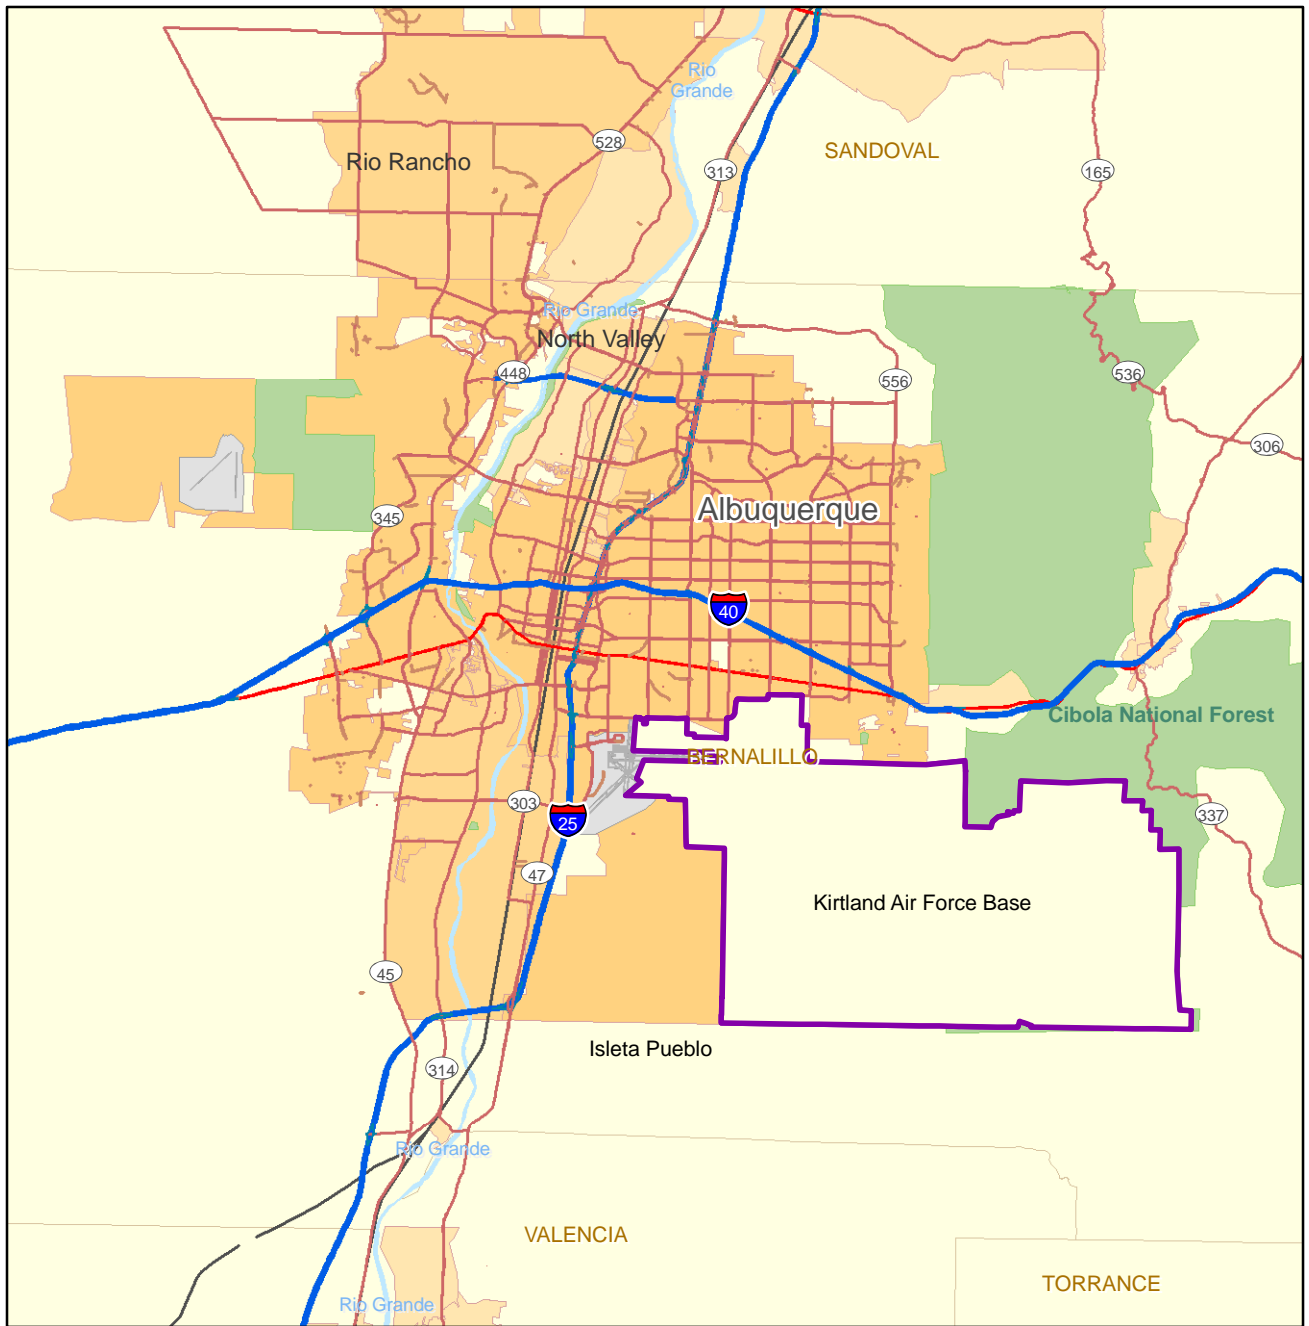 Rio
Grande
528
SANDOVAL
Rio Rancho
313
165
Rio Grande
North Valley
448
556
536
306
Albuquerque
345
40
Cibola National Forest
BERNALILLO
303
25
337
47
Kirtland Air Force Base
45
Isleta Pueblo
314
Rio Grande
VALENCIA
TORRANCE
Rio Grande